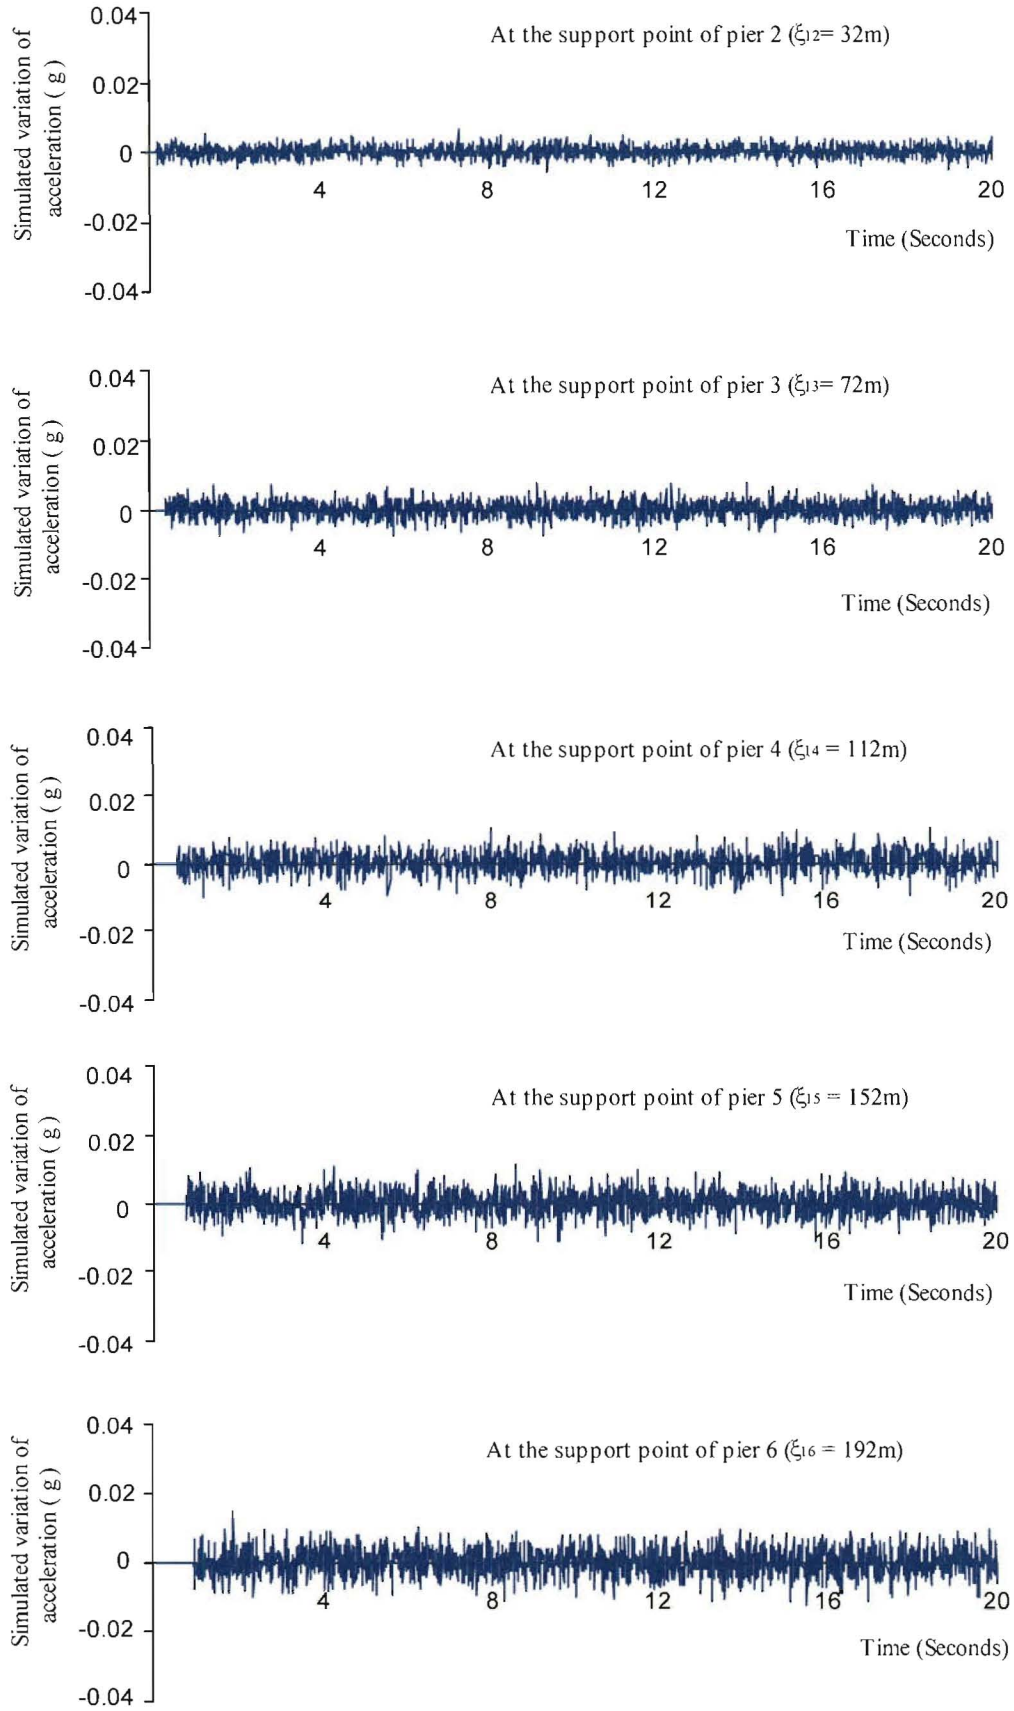 0.04
At the support point of pier 2 (ξ12= 32m)
Simulated variation of
acceleration ( g)
0.02
0
4 8 12 16 20
-0.02
Time (Seconds)
-0.04
0.04
At the support point of pier 3 (ξ13= 72m)
Simulated variation of
acceleration ( g)
0.02
0
4 8 12 16 20
-0.02
Time (Seconds)
-0.04
0.04
At the support point of pier 4 (ξ14 = 112m)
Simulated variation of
acceleration ( g)
0.02
0
4 8 12 16 20
-0.02
Time (Seconds)
-0.04
0.04
At the support point of pier 5 (ξ15 = 152m)
Simulated variation of
acceleration ( g)
0.02
0
4 8 12 16 20
-0.02
Time (Seconds)
-0.04
0.04
At the support point of pier 6 (ξ16 = 192m)
Simulated variation of
acceleration ( g)
0.02
0
4 8 12 16 20
-0.02
Time (Seconds)
-0.04